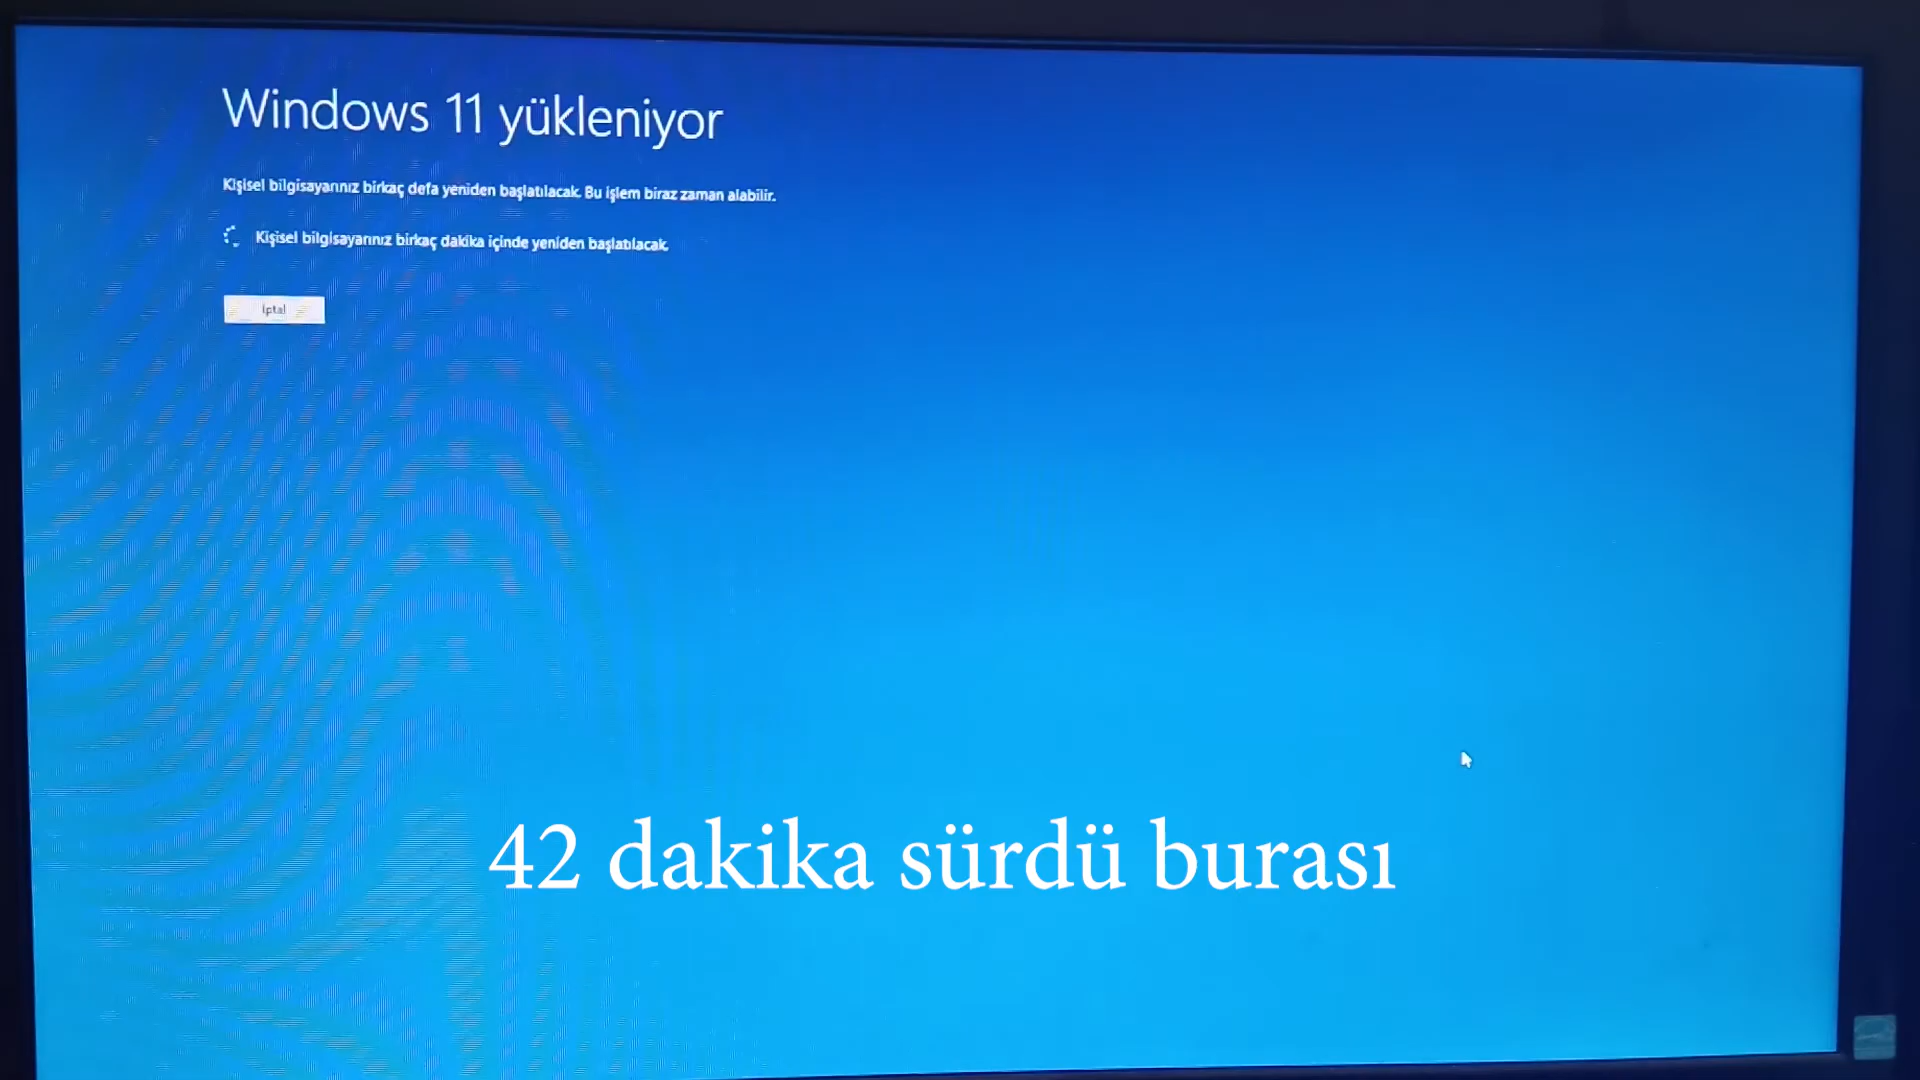 Windows 11 yükleniyor
Kişisel bilgisayarınız birkaç defa yeniden başlatılacak. Bu işlem biraz zaman alabilir.
Kişisel bilgisayarınız birkaç dakika içinde yeniden başlatılacak.
İptal
42 dakika sürdü burası